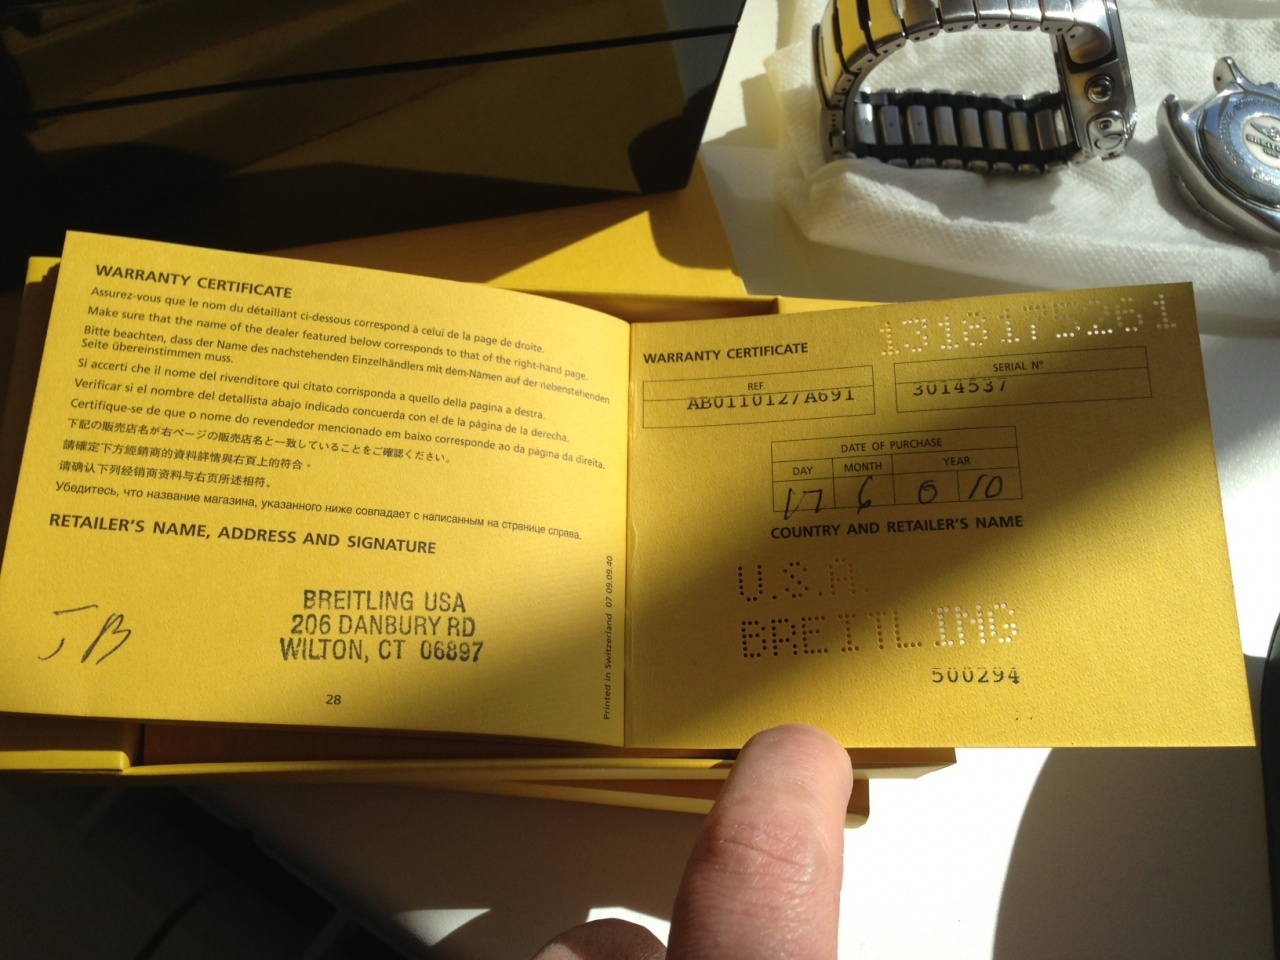 WARRANTY CERTIFICATE
Assurez-vous que le nom du détaillant ci-dessous correspond à celui de la page de droite.
Make sure that the name of the dealer featured below corresponds to that of the right-hand page.
Bitte beachten, dass der Name des nachstehenden Einzelhändlers mit dem Namen auf der nebenstehenden
Seite übereinstimmen muss.
Si accerti che il nome del rivenditore qui citato corrisponda a quello della pagina a destra.
Verificar si el nombre del detallista abajo indicado concuerda con el de la página de la derecha.
Certifique-se de que o nome do revendedor mencionado em baixo corresponde ao da página da direita.
下記の販売店名が右ページの販売店名と一致していることをご確認ください。
請確定下方經銷商的資料詳情與右頁上的符合。
请确认下列经销商资料与右页所述相符。
Убедитесь, что название магазина, указанного ниже совпадает с написанным на странице справа.
RETAILER'S NAME, ADDRESS AND SIGNATURE
JB
BREITLING USA
206 DANBURY RD
WILTON, CT 06897
28
Printed in Switzerland 07 09.09.40
1318175261
WARRANTY CERTIFICATE
REF.
AB0110127A691
SERIAL N°
3014537
DATE OF PURCHASE
DAY MONTH YEAR
17 6 0 10
COUNTRY AND RETAILER'S NAME
U.S.A.
BREITLING
500294